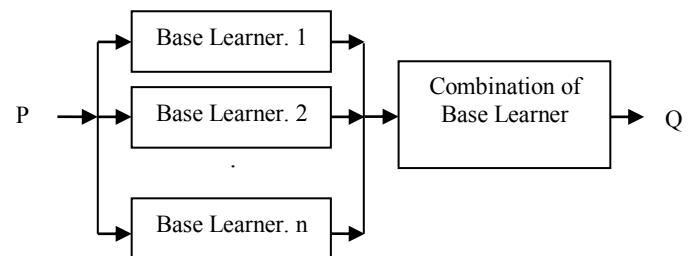 Base Learner. 1
P
Base Learner. 2
.
Base Learner. n
Combination of
Base Learner
Q